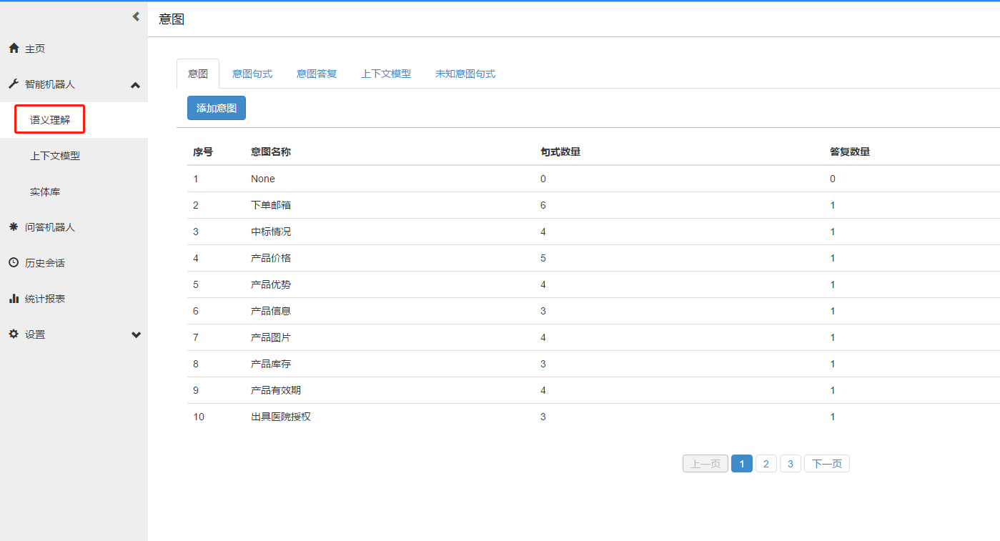 意图
主页
智能机器人
语义理解
上下文模型
实体库
问答机器人
历史会话
统计报表
设置
意图 意图句式 意图答复 上下文模型 未知意图句式
添加意图
序号 意图名称 句式数量 答复数量
1 None 0 0
2 下单邮箱 6 1
3 中标情况 4 1
4 产品价格 5 1
5 产品优势 4 1
6 产品信息 3 1
7 产品图片 4 1
8 产品库存 3 1
9 产品有效期 4 1
10 出具医院授权 3 1
上一页 1 2 3 下一页